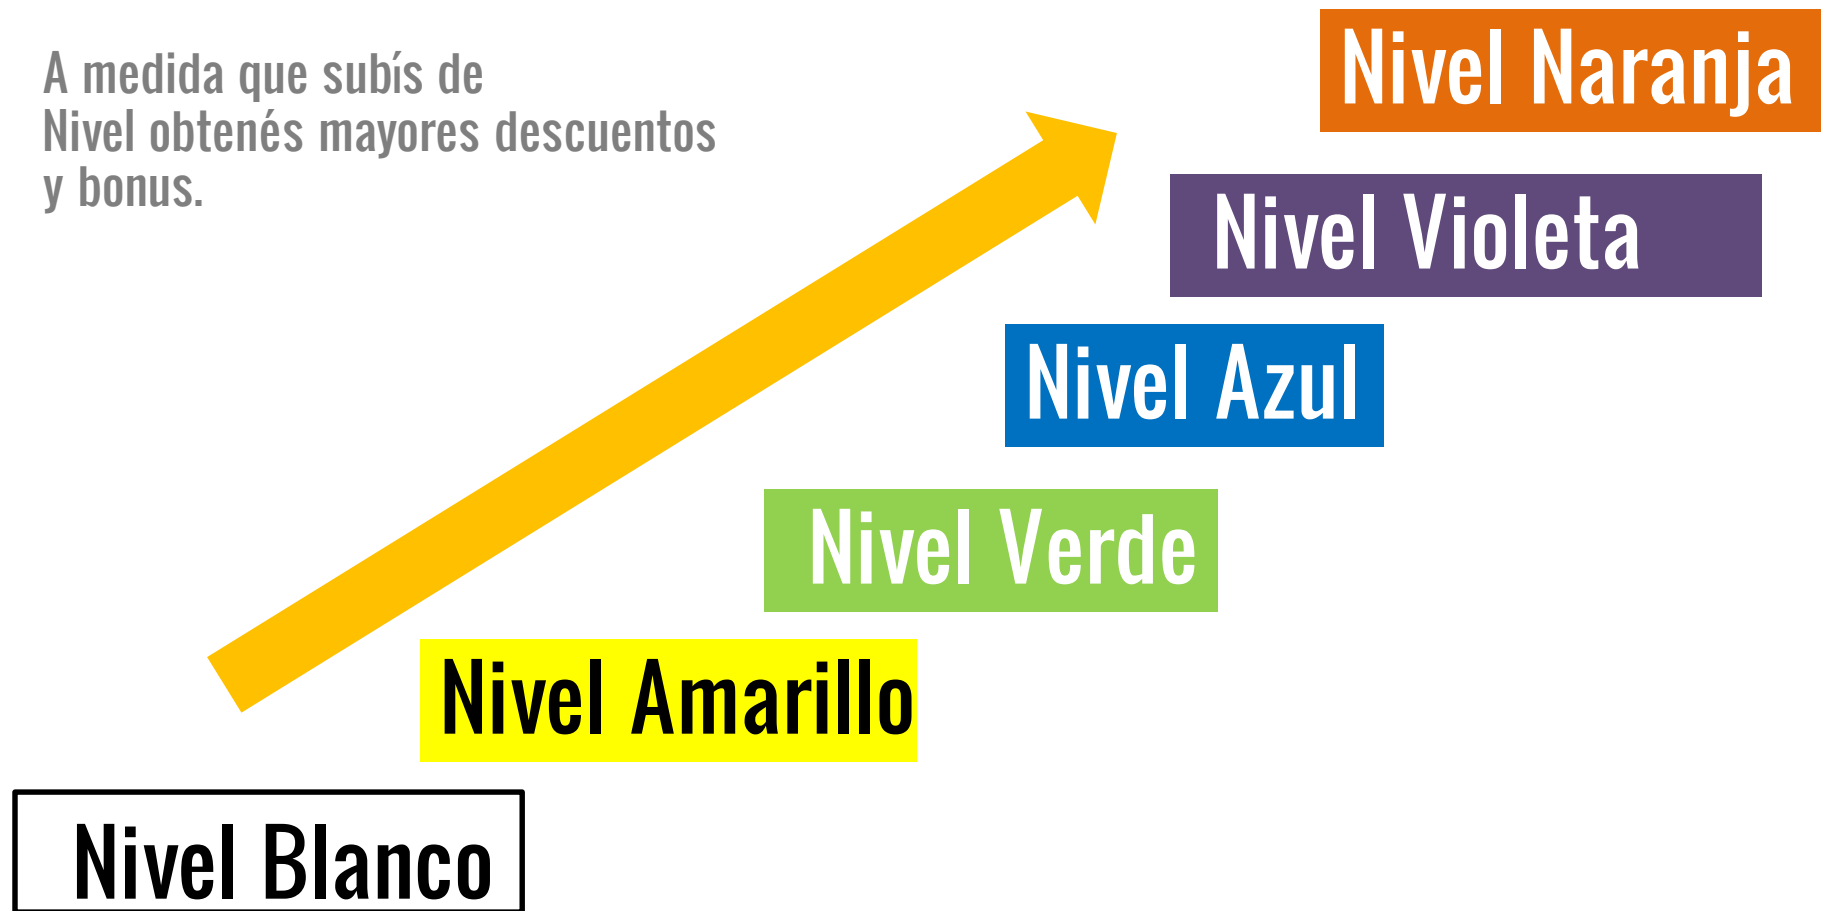 A medida que subís de
Nivel obtenés mayores descuentos
y bonus.
Nivel Naranja
Nivel Violeta
Nivel Azul
Nivel Verde
Nivel Amarillo
Nivel Blanco